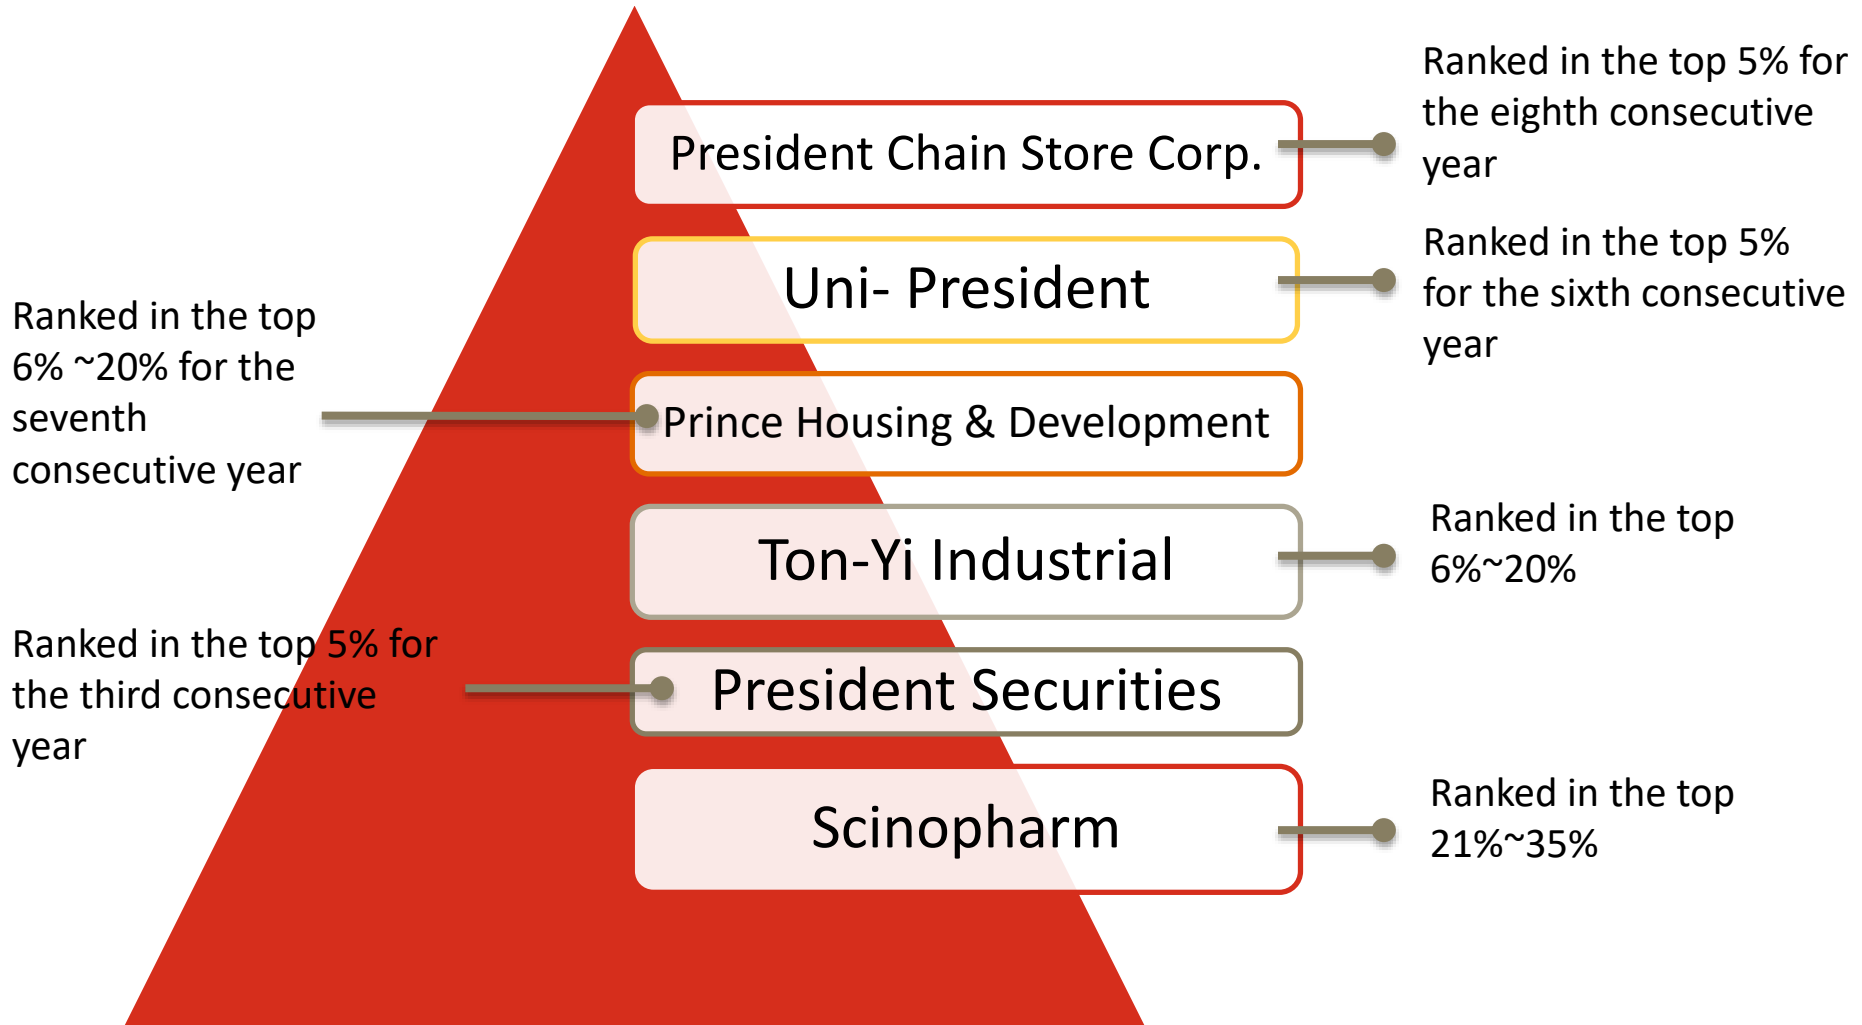 President Chain Store Corp.
Ranked in the top 5% for
the eighth consecutive
year
Uni- President
Ranked in the top 5%
for the sixth consecutive
year
Ranked in the top
6% ~20% for the
seventh
consecutive year
Prince Housing & Development
Ton-Yi Industrial
Ranked in the top
6%~20%
Ranked in the top 5% for
the third consecutive
year
President Securities
Scinopharm
Ranked in the top
21%~35%